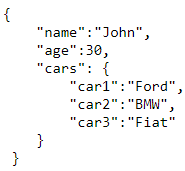 {
    "name":"John",
    "age":30,
    "cars": {
        "car1":"Ford",
        "car2":"BMW",
        "car3":"Fiat"
    }
 }